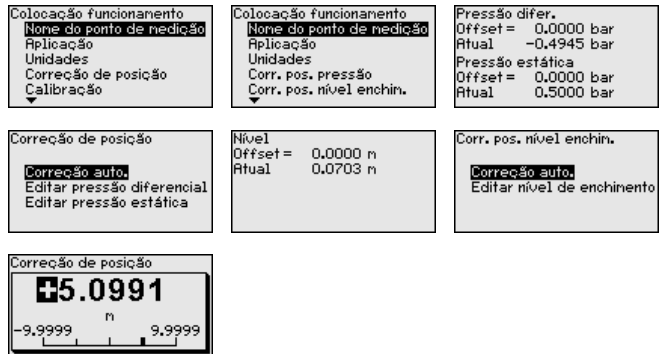 Colocação funcionamento
Nome do ponto de medição
Aplicação
Unidades
Correção de posição
Calibração
Colocação funcionamento
Nome do ponto de medição
Aplicação
Unidades
Corr. pos. pressão
Corr. pos. nível enchim.
Pressão difer.
Offset = 0.0000 bar
Atual -0.4945 bar
Pressão estática
Offset = 0.0000 bar
Atual 0.5000 bar
Correção de posição
Correção auto.
Editar pressão diferencial
Editar pressão estática
Nível
Offset = 0.0000 m
Atual 0.0703 m
Corr. pos. nível enchim.
Correção auto.
Editar nível de enchimento
Correção de posição
+5.0991
m
-9.9999 9.9999